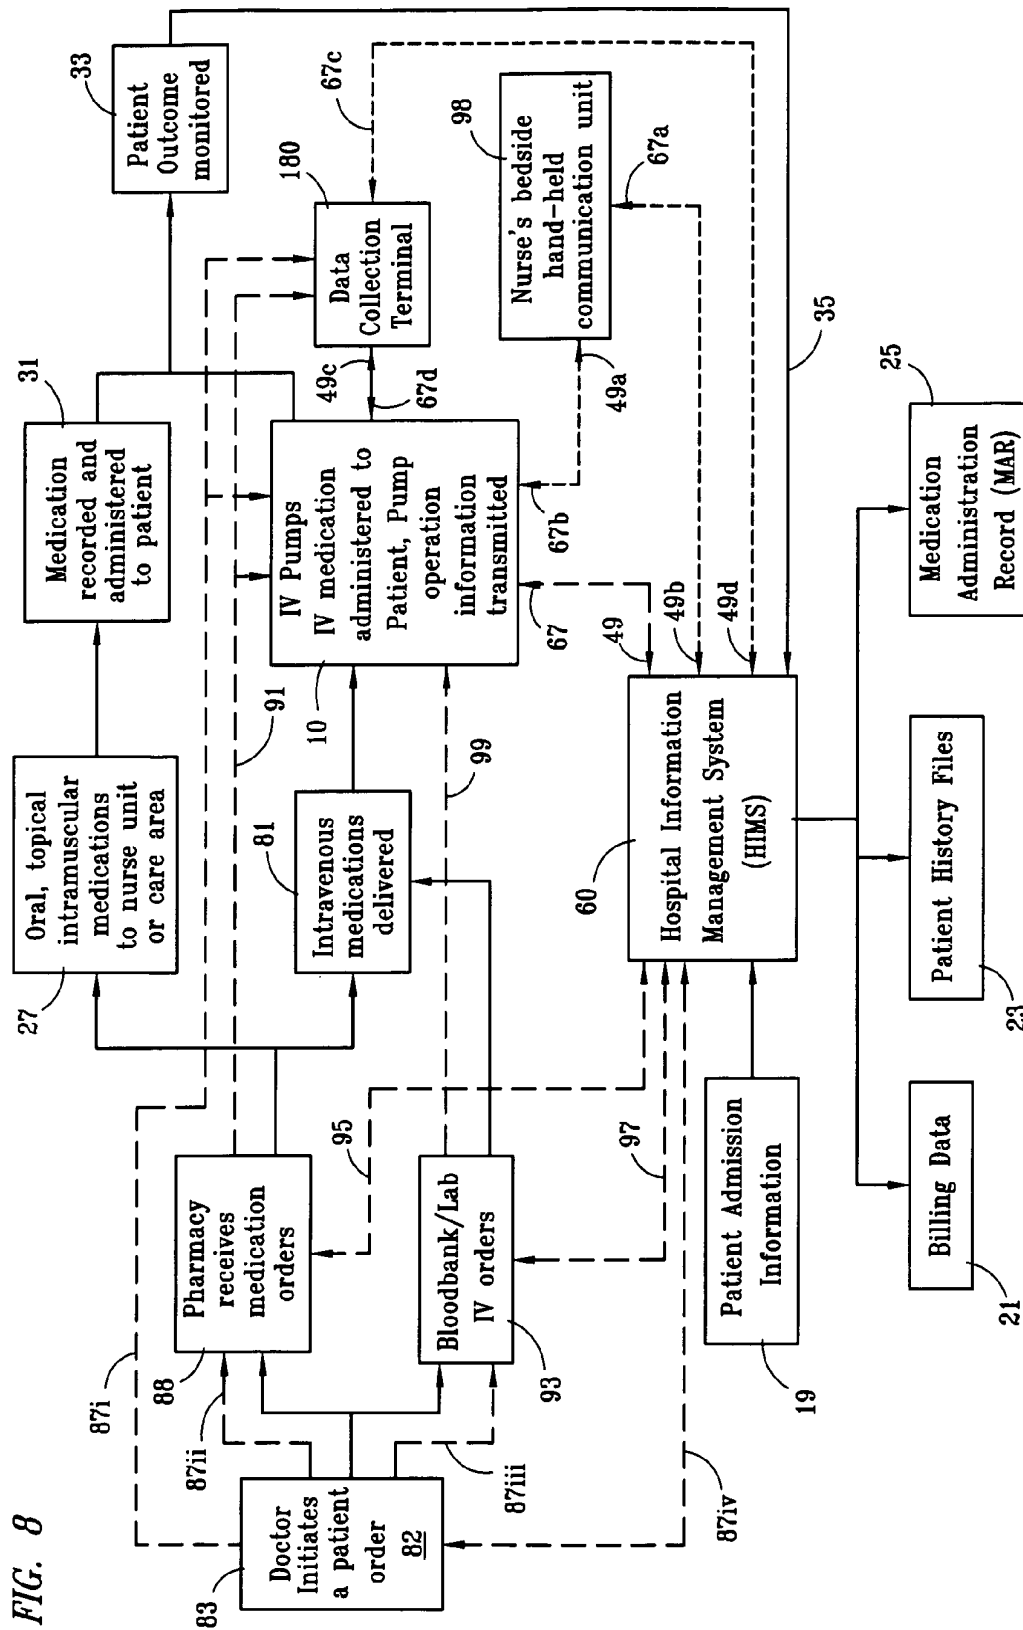 FIG. 8
83
Doctor
Initiates
a patient
order
82
87i
87ii
87iii
87iv
88
Pharmacy
receives
medication
orders
93
Bloodbank/Lab
IV orders
95
97
19
Patient Admission
Information
27
Oral, topical
intramuscular
medications
to nurse unit
or care area
91
81
Intravenous
medications
delivered
99
60
Hospital Information
Management System
(HIMS)
31
Medication
recorded and
administered
to patient
10
IV Pumps
IV medication
administered to
Patient, Pump
operation
information
transmitted
67
67b
49
49b
49d
49c
67d
49a
33
Patient
Outcome
monitored
180
Data
Collection
Terminal
67c
98
Nurse's bedside
hand-held
communication unit
67a
35
21
Billing Data
23
Patient History Files
25
Medication
Administration
Record (MAR)